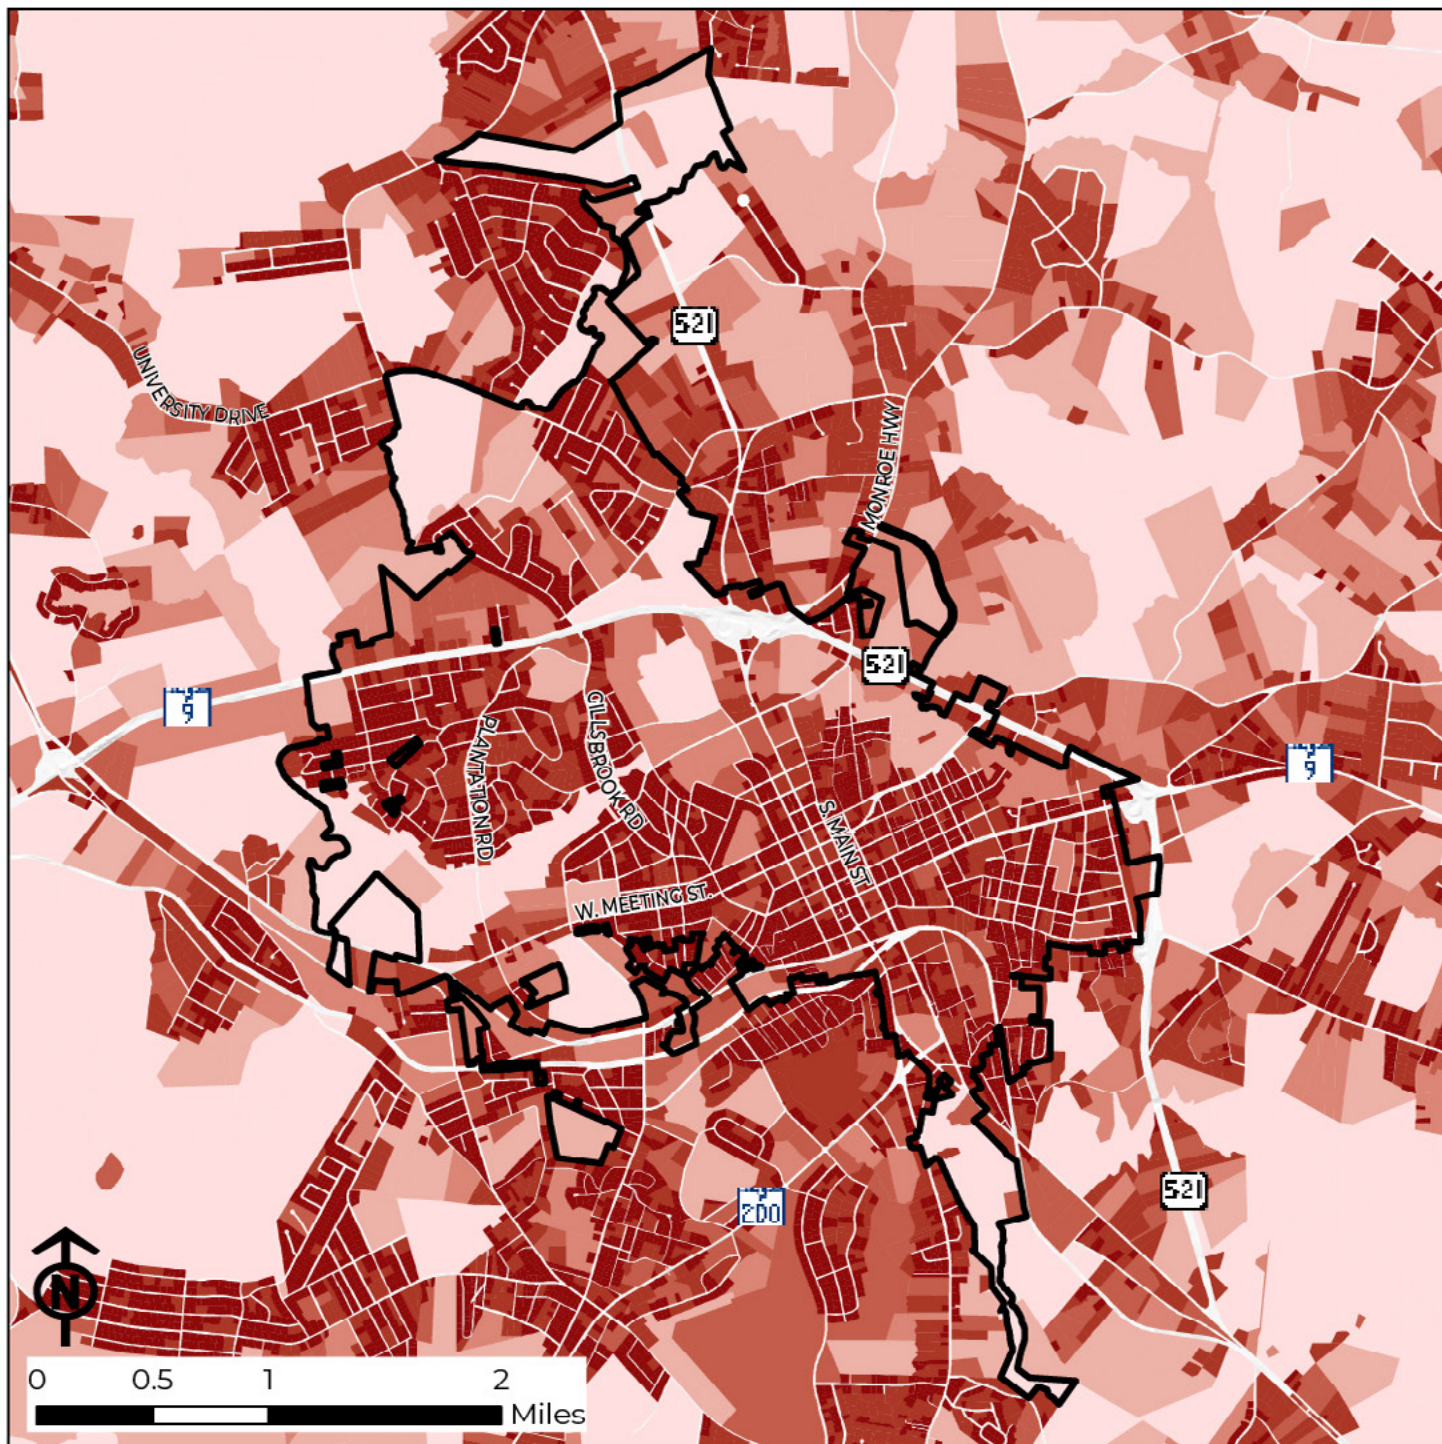 521
UNIVERSITY DRIVE
MONROE HWY
521
9
PLANTATION RD
GILLSBROOK RD
9
S. MAIN ST
W. MEETING ST.
521
200
N
0 0.5 1 2
Miles